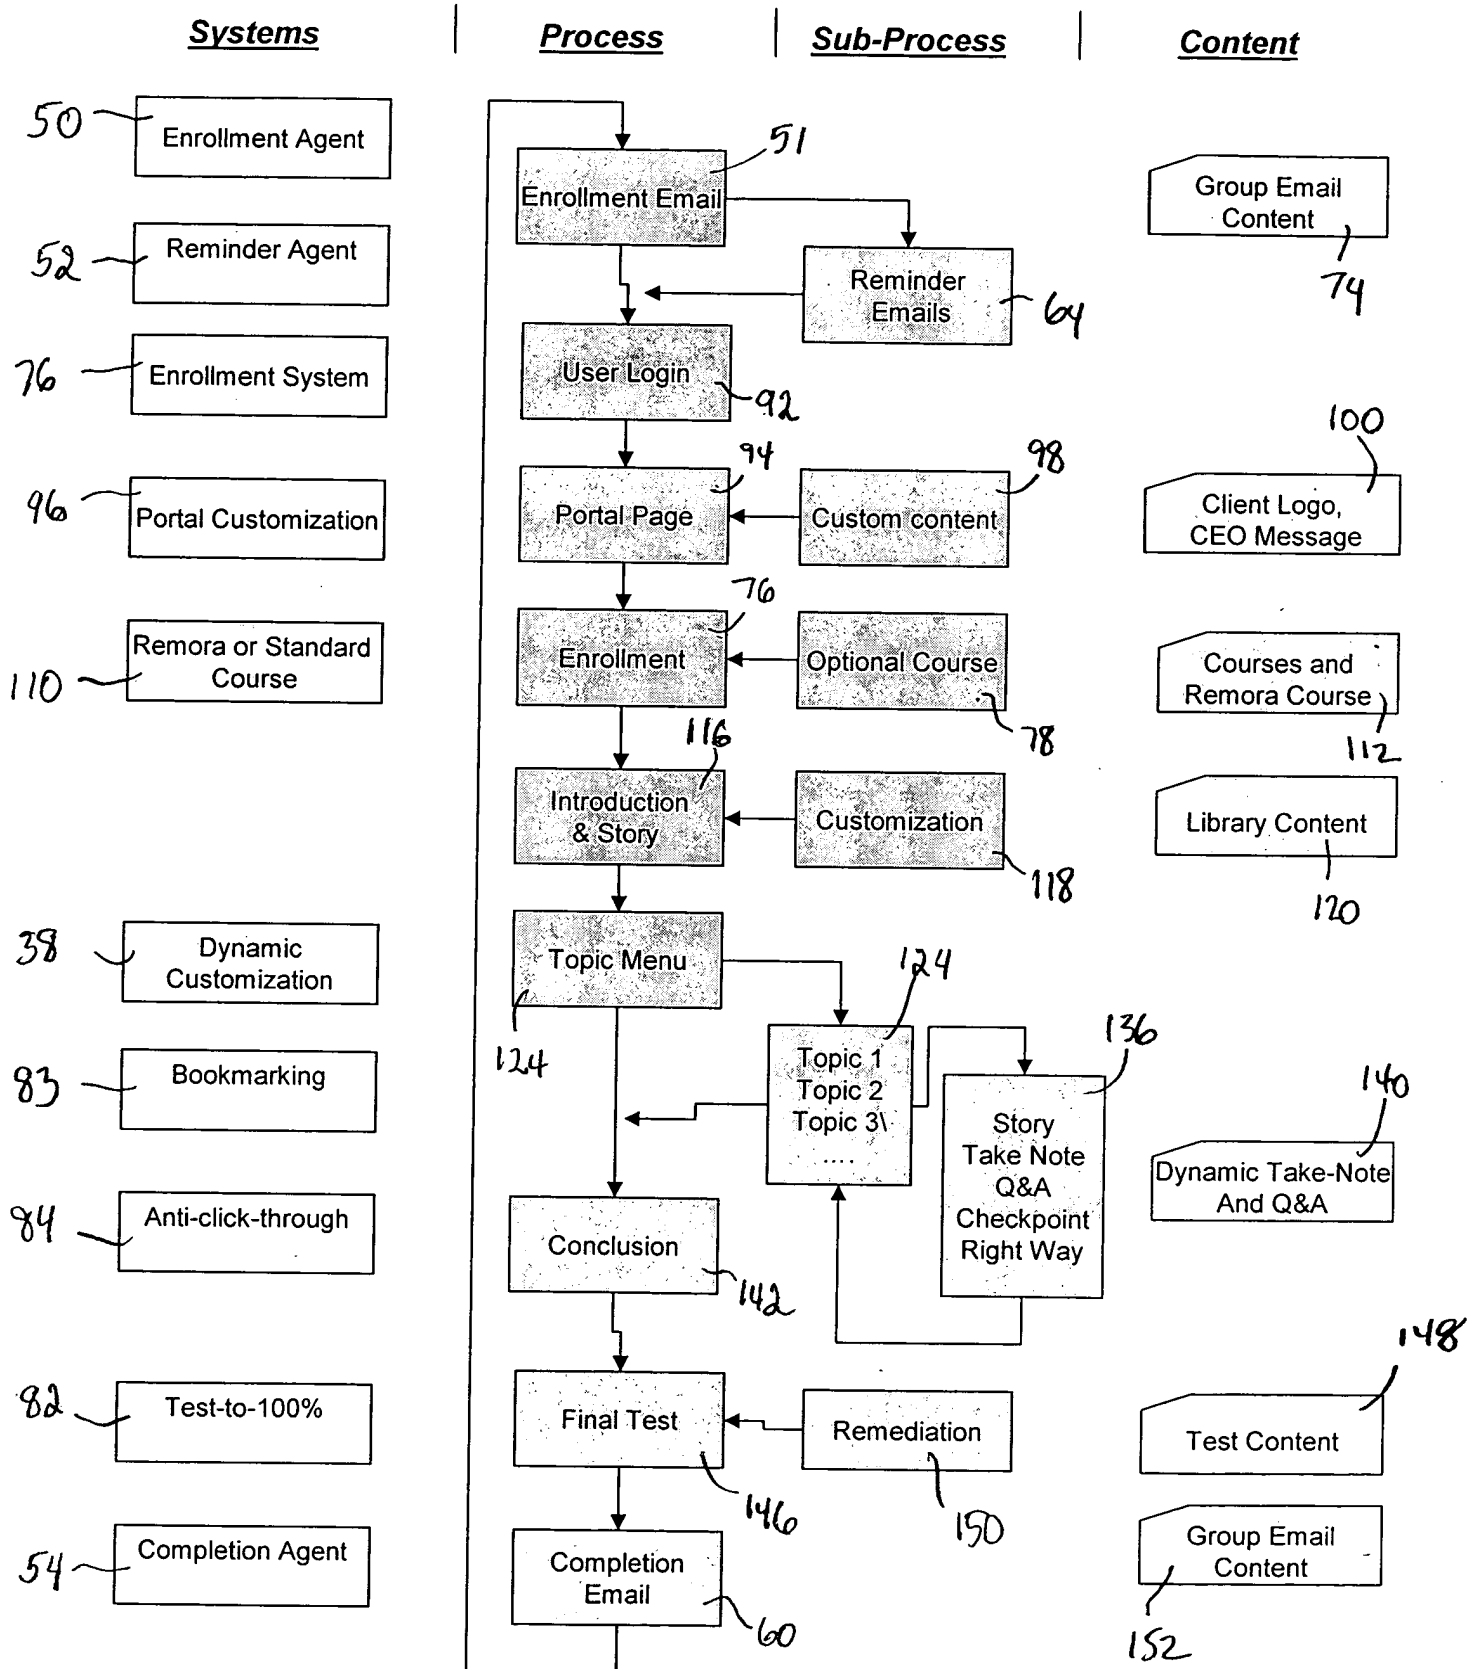 Systems
Process
Sub-Process
Content
50
Enrollment Agent
51
Enrollment Email
Group Email
Content
74
52
Reminder Agent
Reminder
Emails
64
76
Enrollment System
User Login
92
96
Portal Customization
94
Portal Page
98
Custom content
100
Client Logo,
CEO Message
110
Remora or Standard
Course
76
Enrollment
Optional Course
78
Courses and
Remora Course
112
116
Introduction
& Story
Customization
118
Library Content
120
38
Dynamic
Customization
Topic Menu
124
124
Topic 1
Topic 2
Topic 3\
....
136
Story
Take Note
Q&A
Checkpoint
Right Way
83
Bookmarking
140
Dynamic Take-Note
And Q&A
84
Anti-click-through
Conclusion
142
82
Test-to-100%
Final Test
146
Remediation
150
148
Test Content
54
Completion Agent
Completion
Email
60
Group Email
Content
152